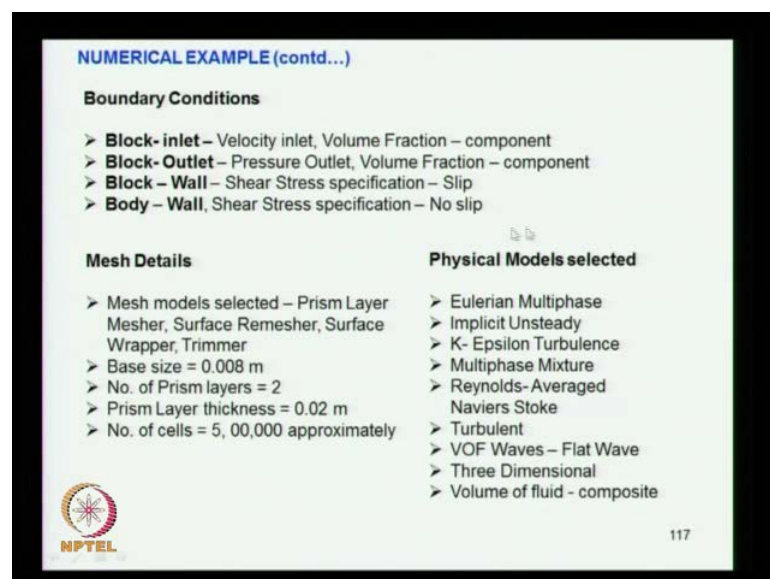 NUMERICAL EXAMPLE (contd...)
Boundary Conditions
➢ Block- inlet – Velocity inlet, Volume Fraction – component
➢ Block- Outlet – Pressure Outlet, Volume Fraction – component
➢ Block – Wall – Shear Stress specification – Slip
➢ Body – Wall, Shear Stress specification – No slip
Mesh Details
➢ Mesh models selected – Prism Layer
Mesher, Surface Remesher, Surface
Wrapper, Trimmer
➢ Base size = 0.008 m
➢ No. of Prism layers = 2
➢ Prism Layer thickness = 0.02 m
➢ No. of cells = 5, 00,000 approximately
Physical Models selected
➢ Eulerian Multiphase
➢ Implicit Unsteady
➢ K- Epsilon Turbulence
➢ Multiphase Mixture
➢ Reynolds- Averaged
Naviers Stoke
➢ Turbulent
➢ VOF Waves – Flat Wave
➢ Three Dimensional
➢ Volume of fluid - composite
NPTEL
117